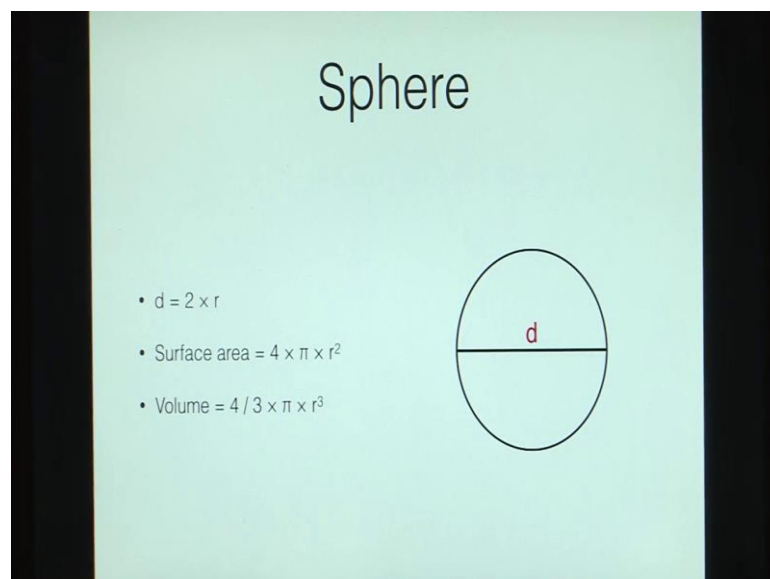 Sphere
• d = 2 x r
• Surface area = 4 x π x r²
• Volume = 4 / 3 x π x r³
d